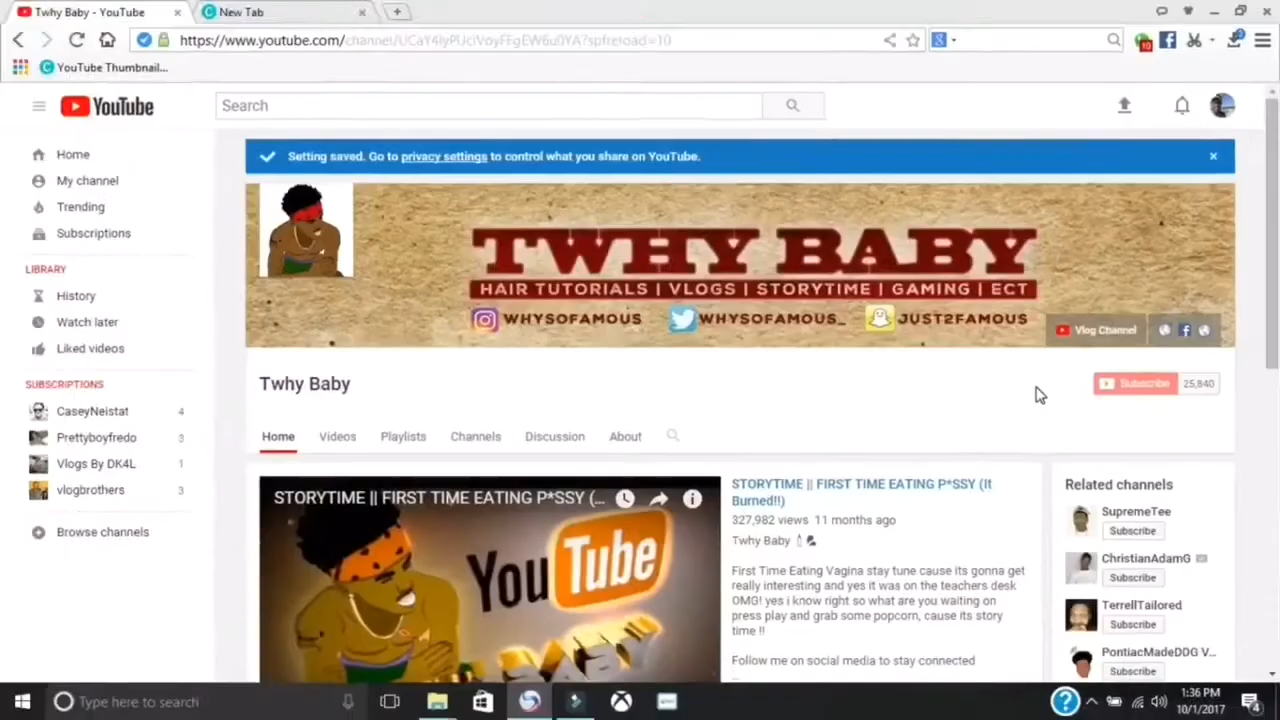 Twhy Baby - YouTube
New Tab
https://www.youtube.com/channel/UCaY4IyPUciVoyFFgEW6u0YA?spfreload=10
10
YouTube Thumbnail...
YouTube
Search
Home
My channel
Trending
Subscriptions
LIBRARY
History
Watch later
Liked videos
SUBSCRIPTIONS
CaseyNeistat 4
Prettyboyfredo 3
Vlogs By DK4L 1
vlogbrothers 3
Browse channels
Setting saved. Go to privacy settings to control what you share on YouTube.
TWHY BABY
HAIR TUTORIALS | VLOGS | STORYTIME | GAMING | ECT
WHYSOFAMOUS WHYSOFAMOUS_ JUST2FAMOUS
Vlog Channel
Twhy Baby
Subscribe 25,840
Home Videos Playlists Channels Discussion About
STORYTIME || FIRST TIME EATING P*SSY (...
YouTube
BABY
STORYTIME || FIRST TIME EATING P*SSY (It
Burned!!)
327,982 views 11 months ago
Twhy Baby
First Time Eating Vagina stay tune cause its gonna get
really interesting and yes it was on the teachers desk
OMG! yes i know right so what are you waiting on
press play and grab some popcorn, cause its story
time !!
Follow me on social media to stay connected
Related channels
SupremeTee
Subscribe
ChristianAdamG
Subscribe
TerrellTailored
Subscribe
PontiacMadeDDG V...
Subscribe
Type here to search
1:36 PM
10/1/2017
4